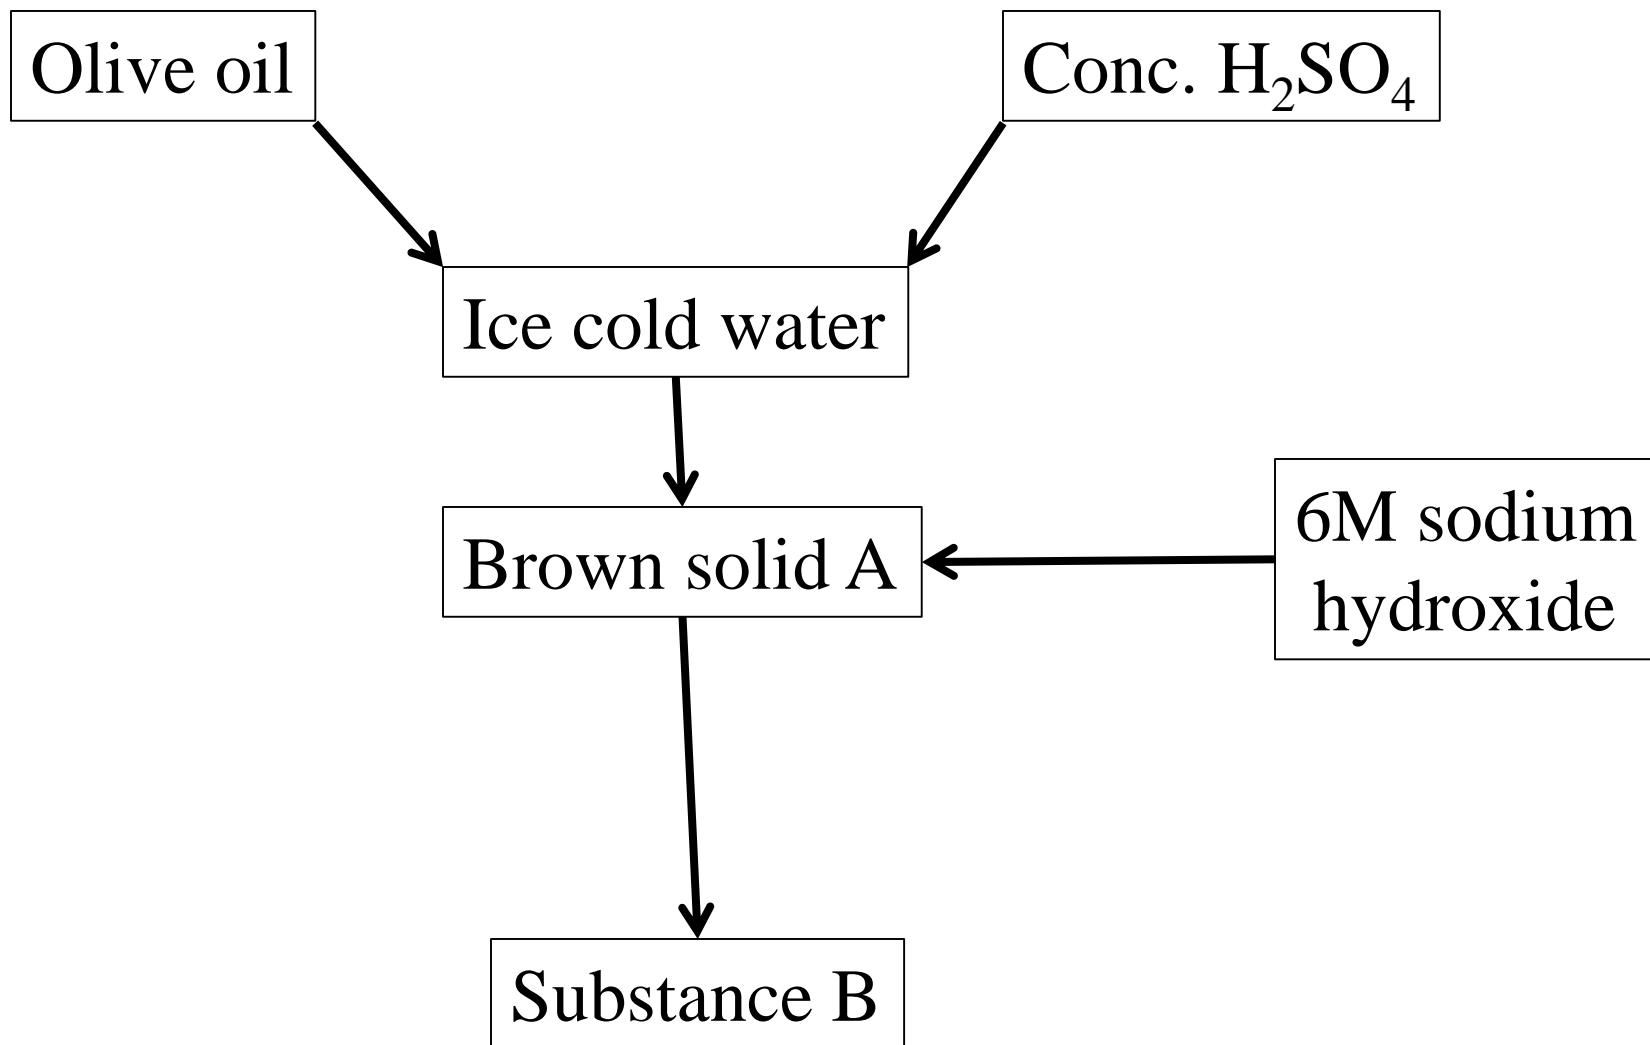 Olive oil
Conc. H₂SO₄
Ice cold water
Brown solid A
6M sodium
hydroxide
Substance B